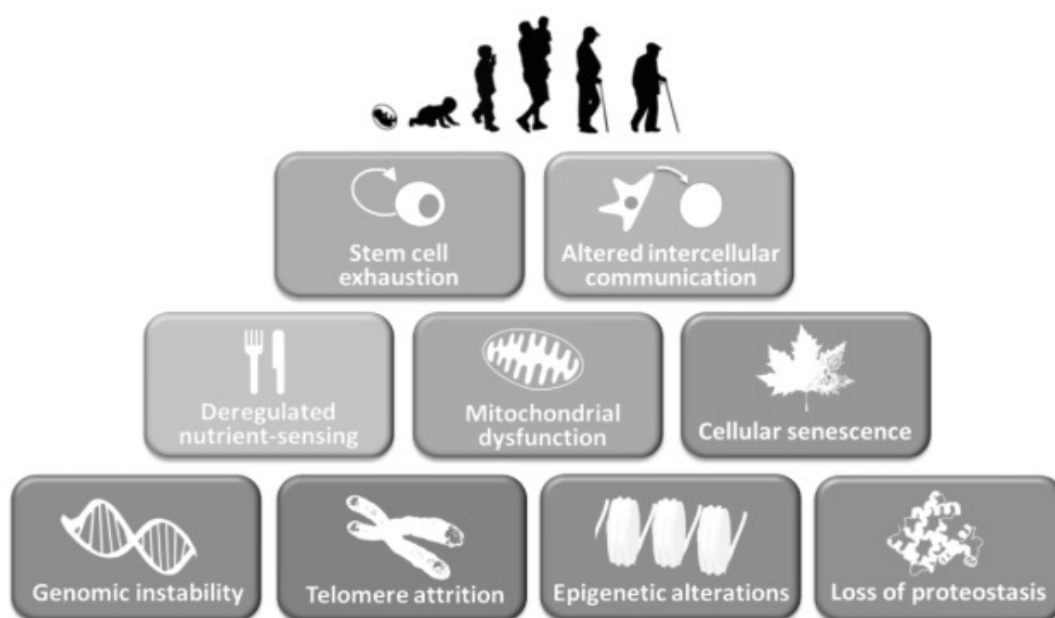 Stem cell
exhaustion
Altered intercellular
communication
Deregulated
nutrient-sensing
Mitochondrial
dysfunction
Cellular senescence
Genomic instability
Telomere attrition
Epigenetic alterations
Loss of proteostasis